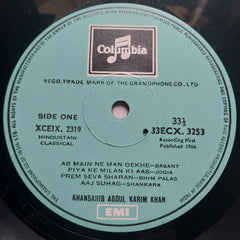 Columbia
REGD. TRADE MARK OF THE GRAMOPHONE CO., LTD.
SIDE ONE
XCEIX. 2319
HINDUSTANI
CLASSICAL
33⅓
33ECX. 3253
Recording First
Published 1966
AB MAIN NE MAN DEKHE—BASANT
PIYA KE MILAN KI AAS—JOGIA
PREM SEVA SHARAN—BHIM PALAS
AAJ SUHAG—SHANKARA
KHANSAHIB ABDUL KARIM KHAN
EMI